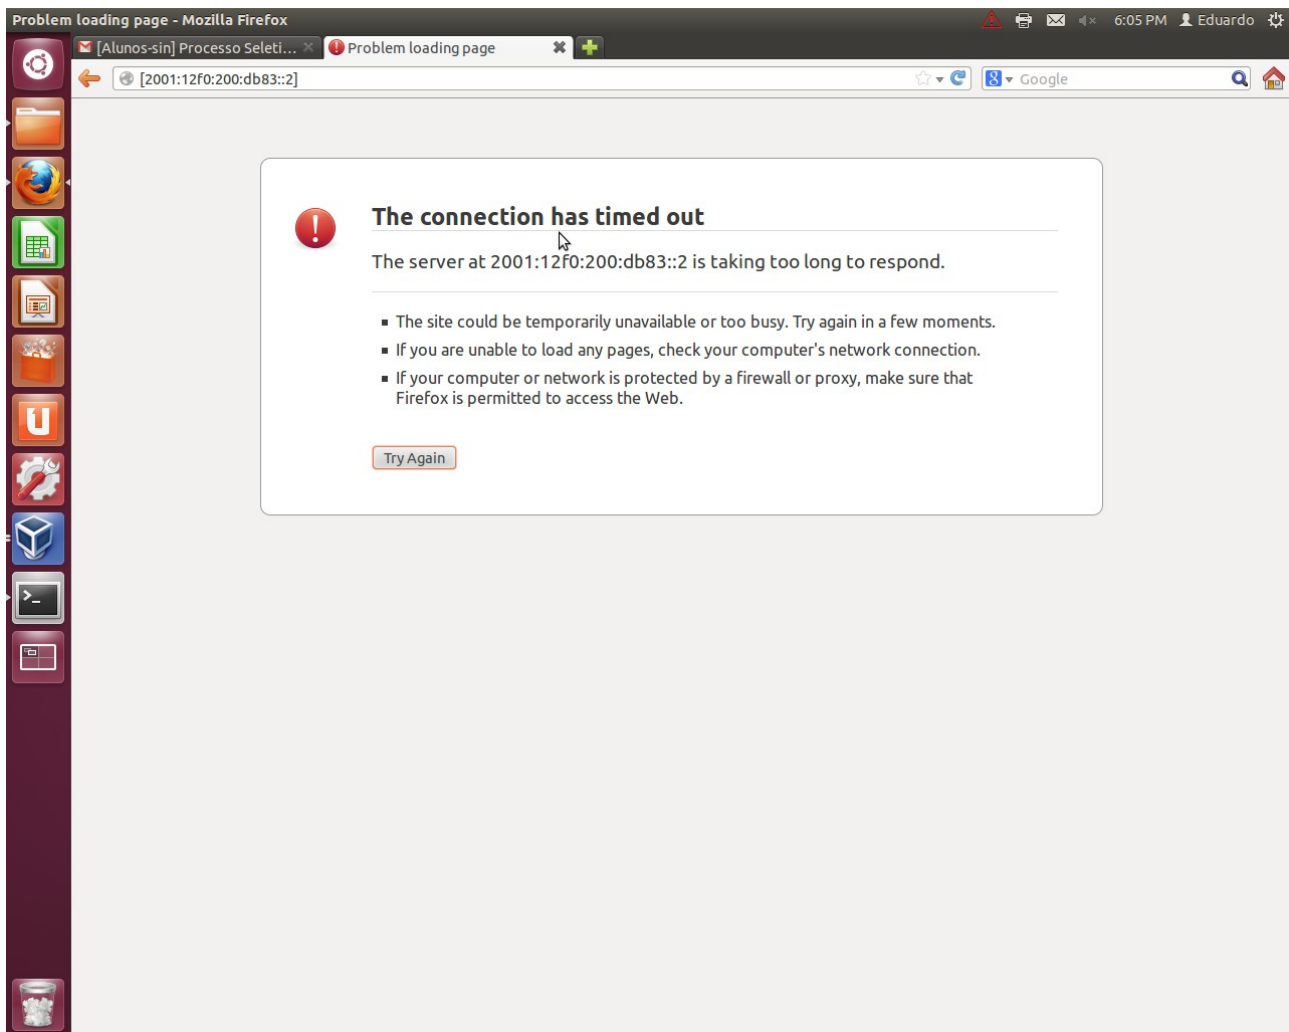 Problem loading page - Mozilla Firefox
6:05 PM Eduardo
[Alunos-sin] Processo Seleti...
Problem loading page
[2001:12f0:200:db83::2]
8 Google
The connection has timed out
The server at 2001:12f0:200:db83::2 is taking too long to respond.
The site could be temporarily unavailable or too busy. Try again in a few moments.
If you are unable to load any pages, check your computer's network connection.
If your computer or network is protected by a firewall or proxy, make sure that
Firefox is permitted to access the Web.
Try Again